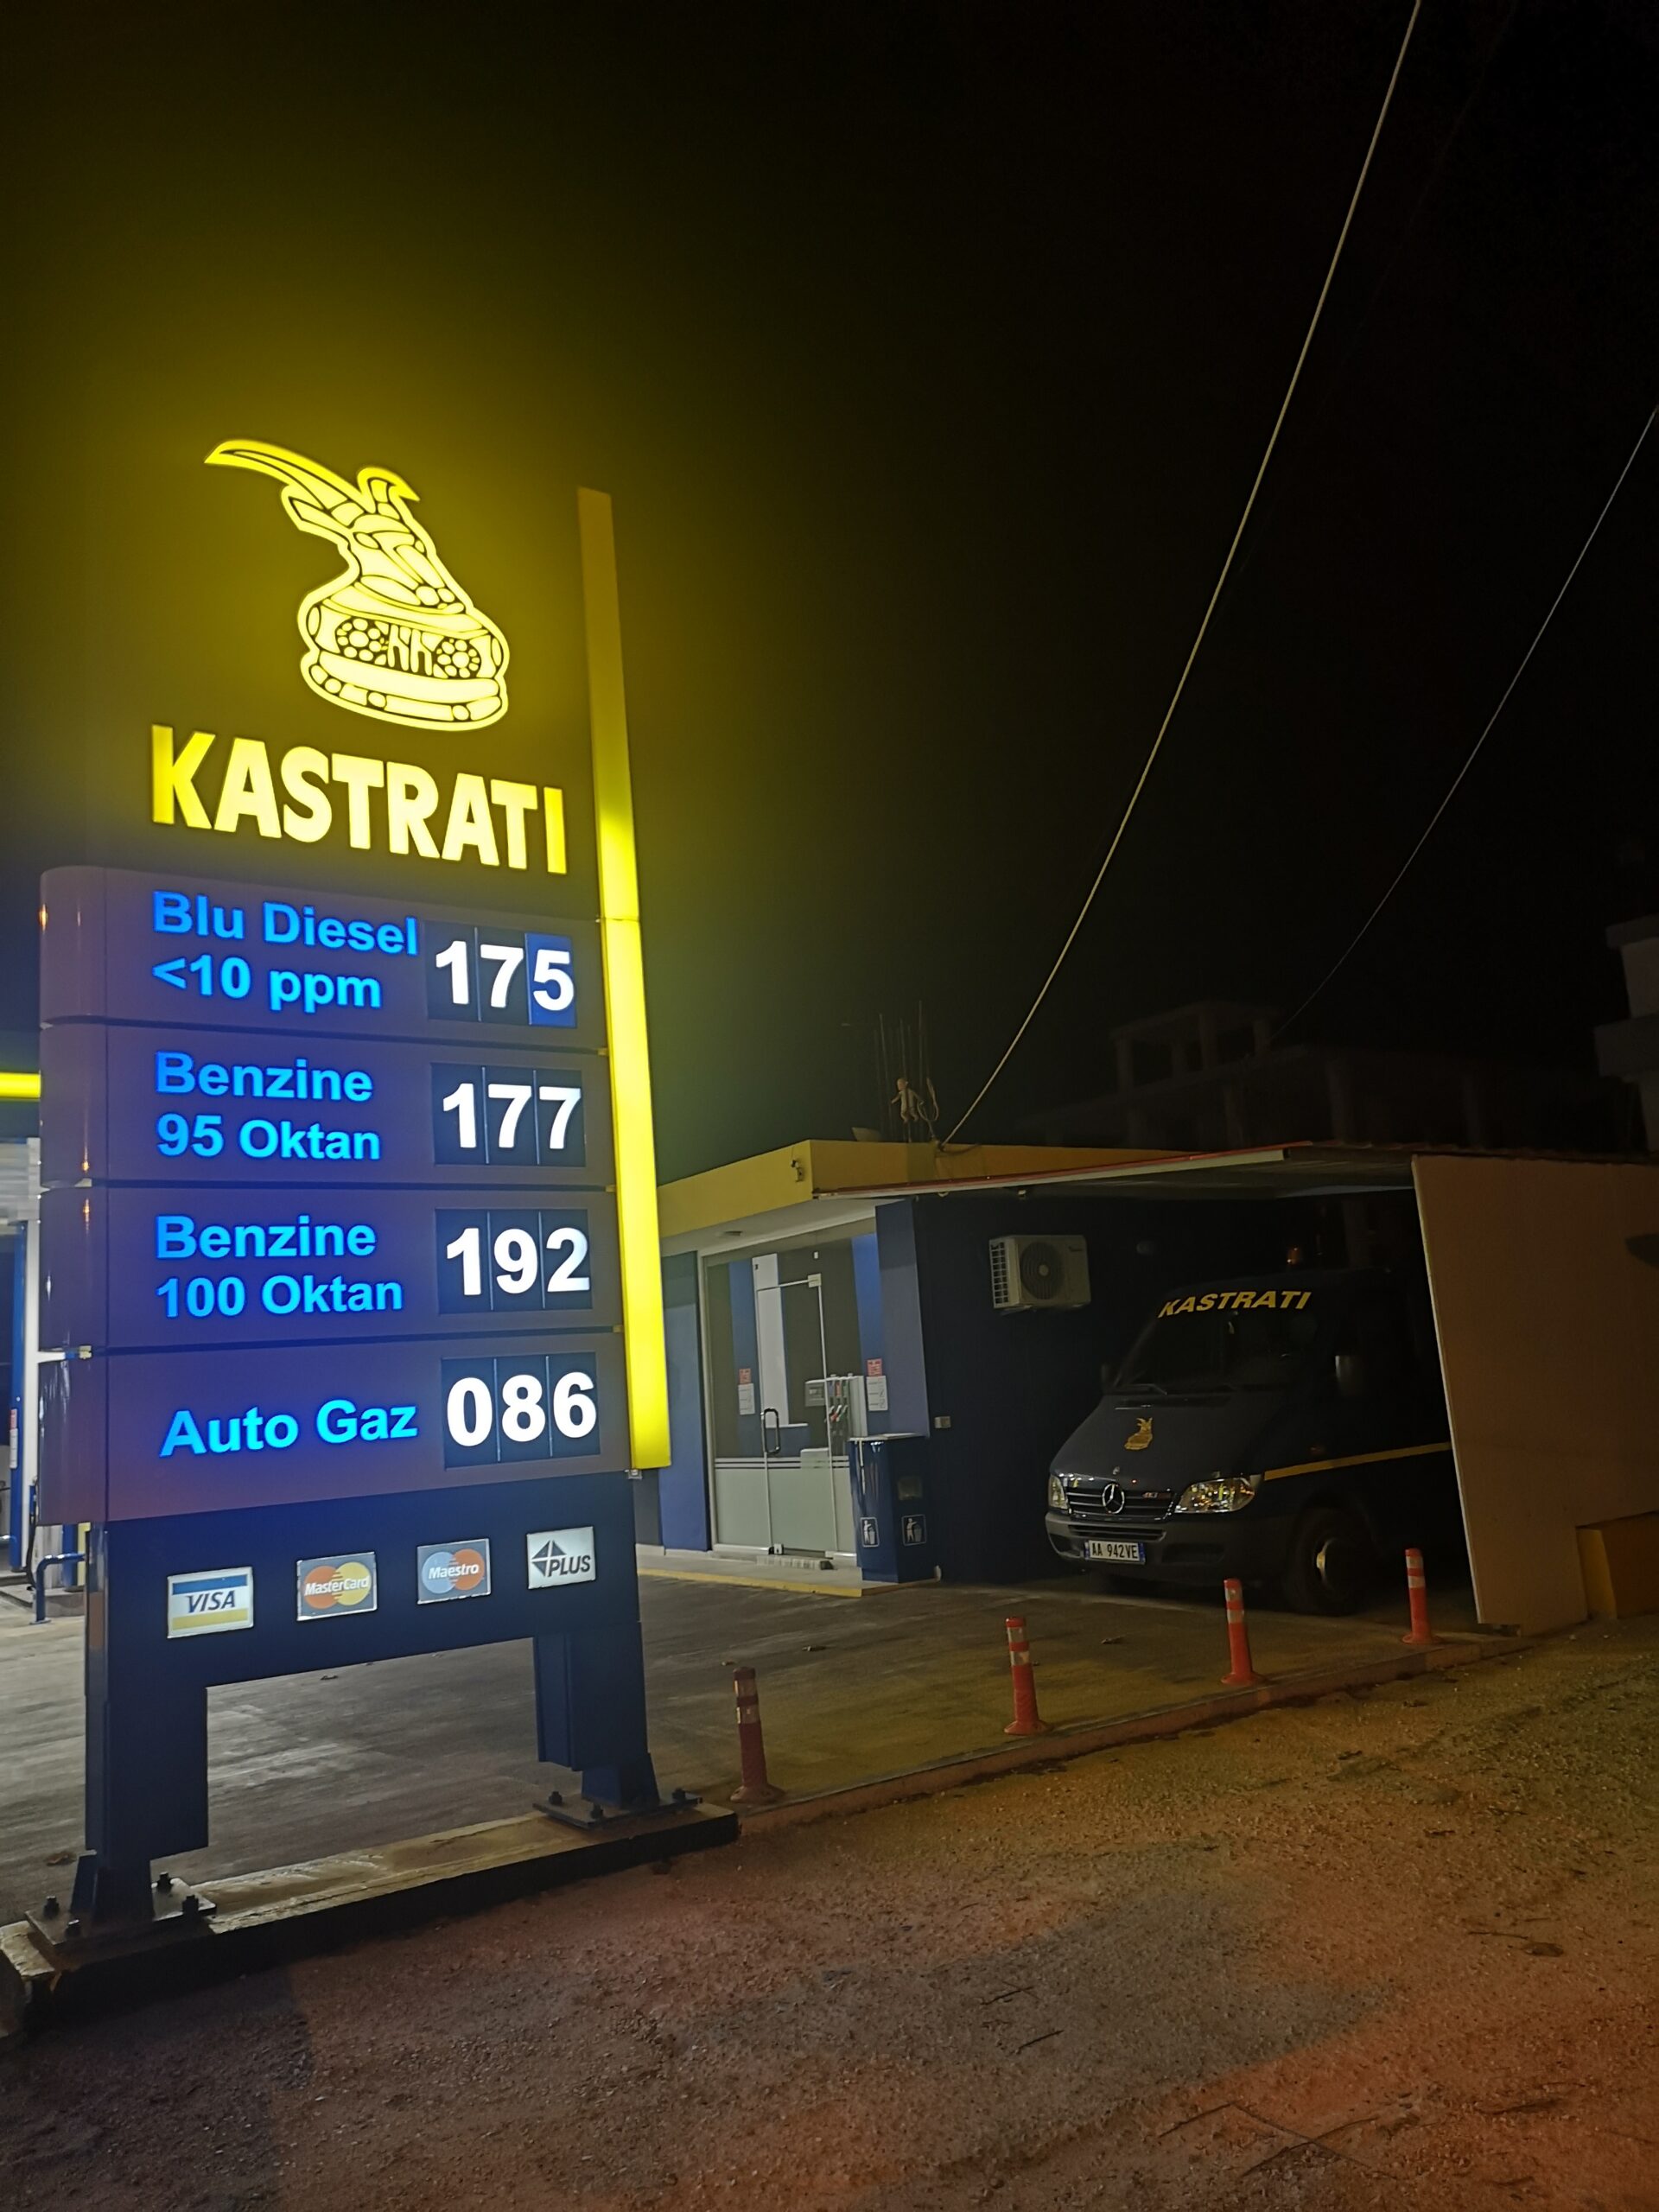 KASTRATI
Blu Diesel
<10 ppm
175
Benzine
95 Oktan
177
Benzine
100 Oktan
192
Auto Gaz
086
VISA
MasterCard
Maestro
PLUS
KASTRATI
AA 942VE